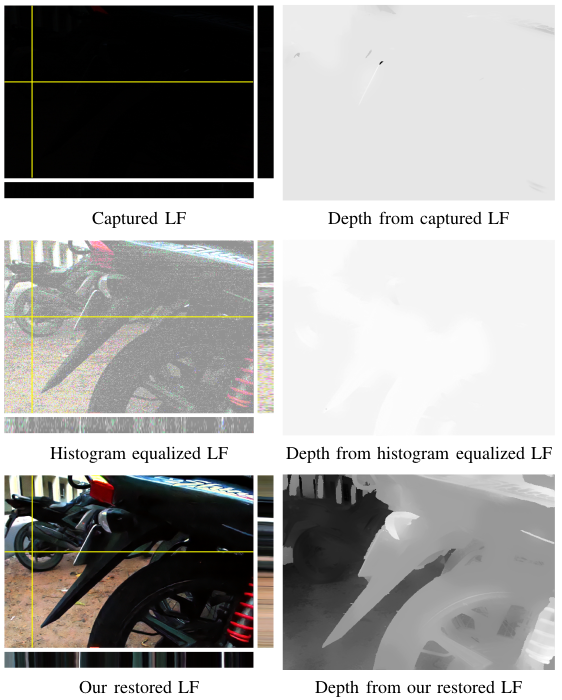 Captured LF
Depth from captured LF
Histogram equalized LF
Depth from histogram equalized LF
Our restored LF
Depth from our restored LF